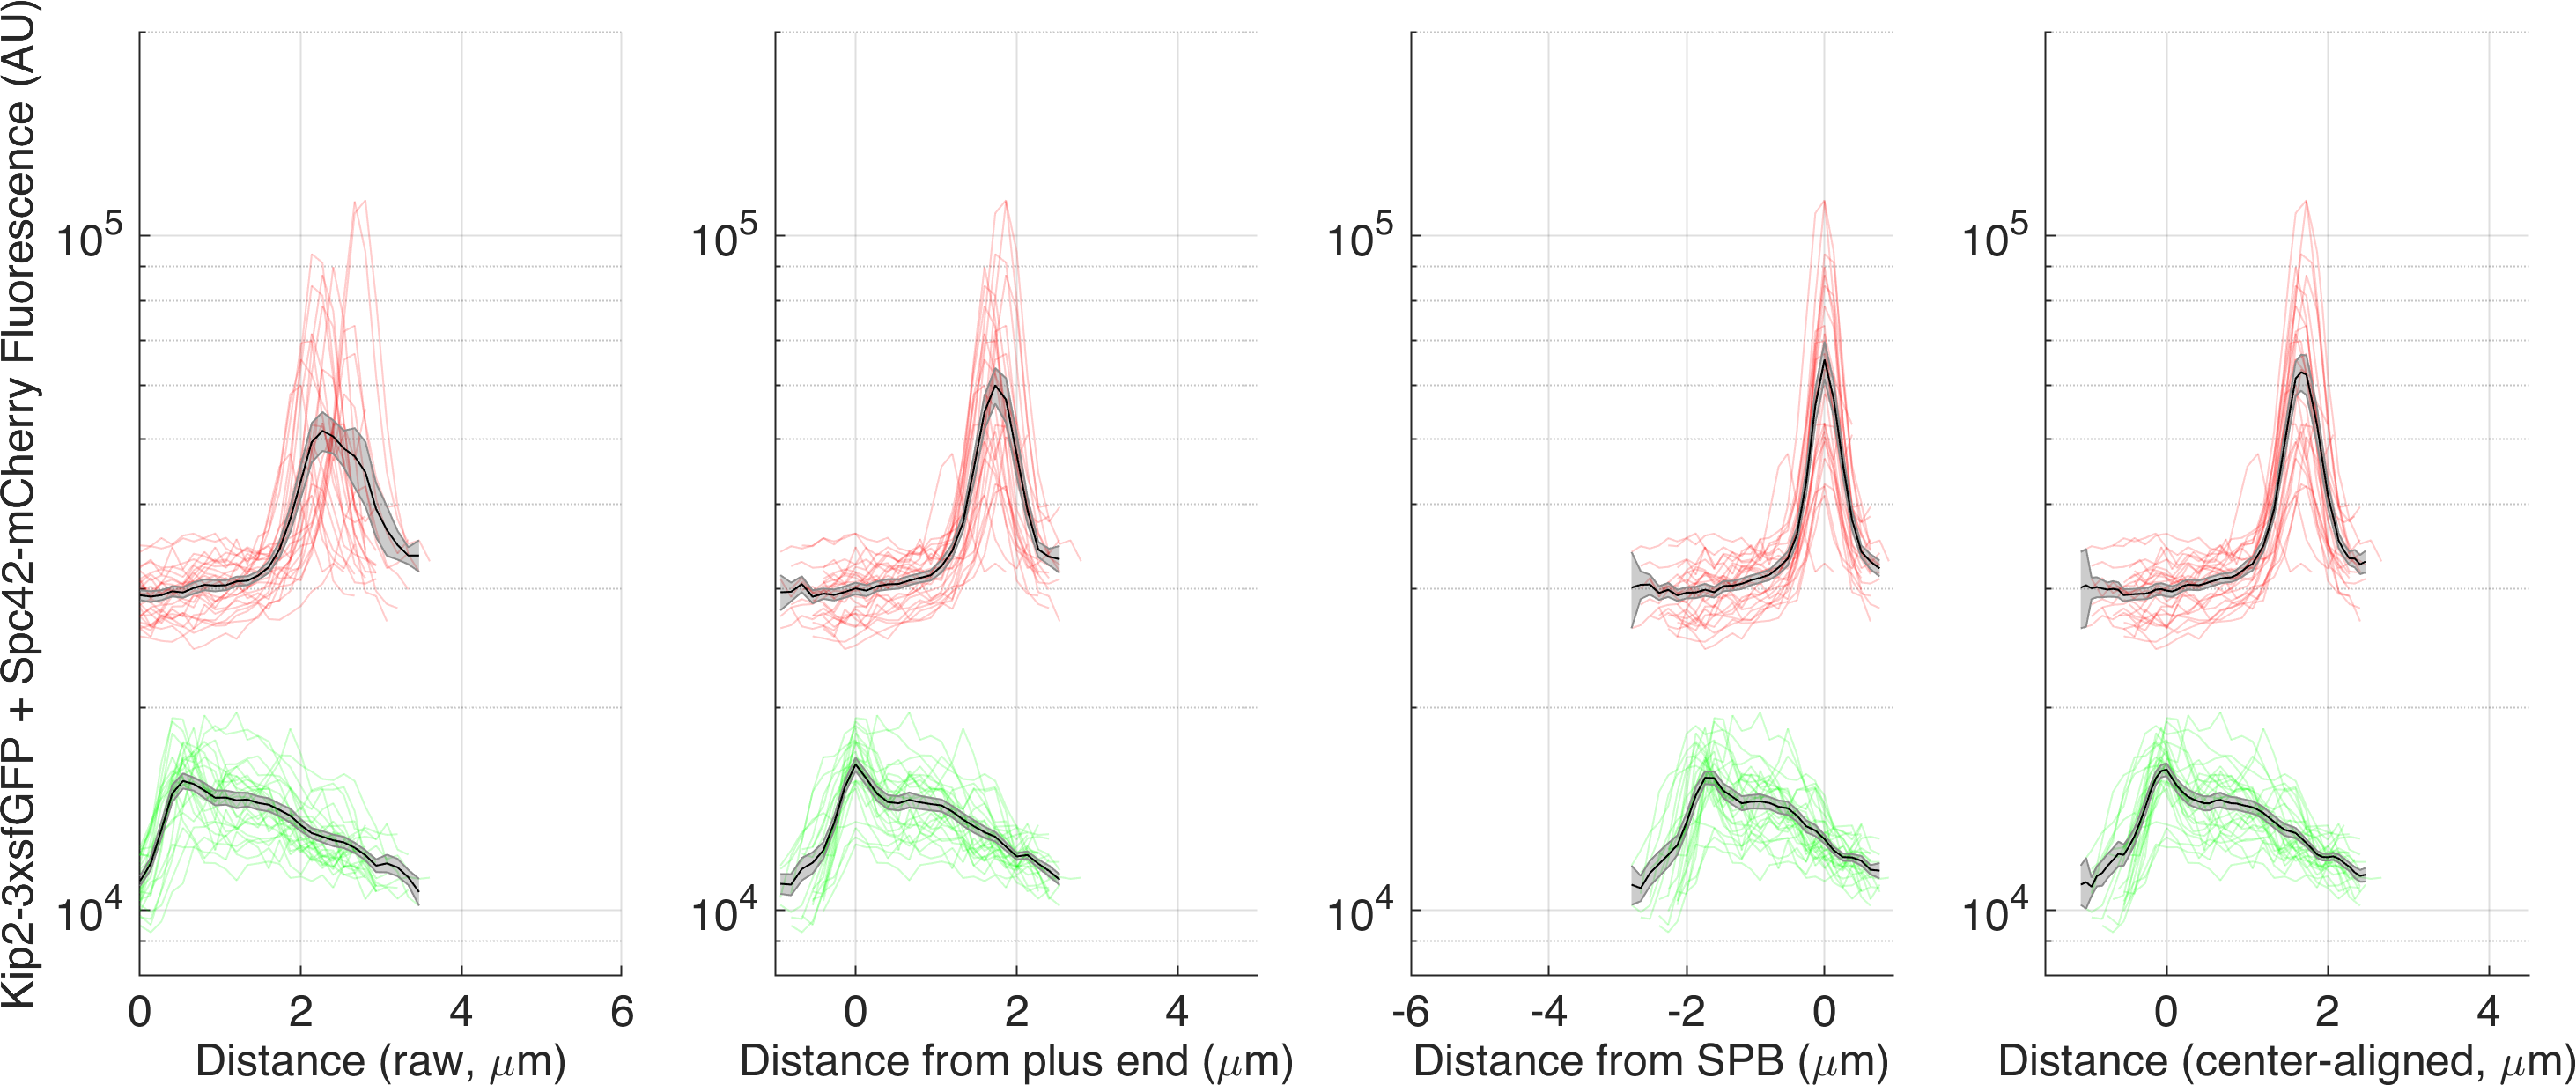 Kip2-3xsfGFP + Spc42-mCherry Fluorescence (AU)
10^5
10^4
0 2 4 6
Distance (raw, μm)
10^5
10^4
0 2 4
Distance from plus end (μm)
10^5
10^4
-6 -4 -2 0
Distance from SPB (μm)
10^5
10^4
0 2 4
Distance (center-aligned, μm)